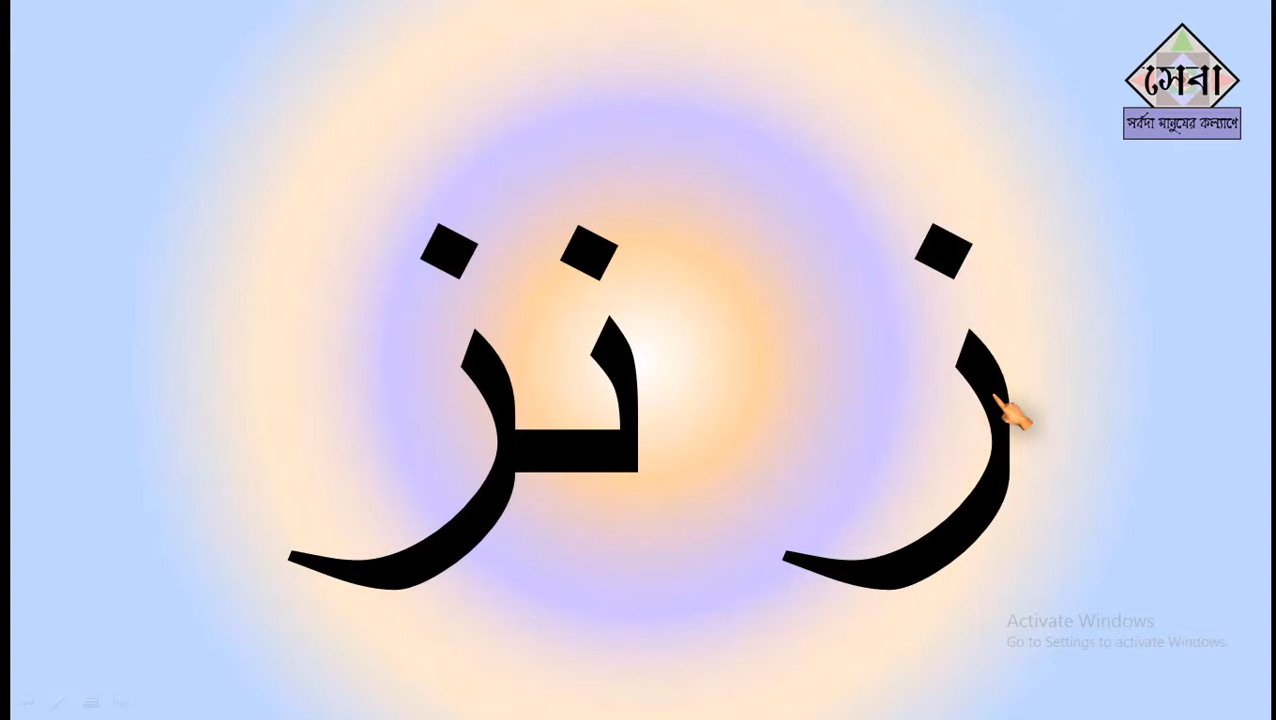 সেবা
সর্বদা মানুষের কল্যাণে
ز نز
Activate Windows
Go to Settings to activate Windows.